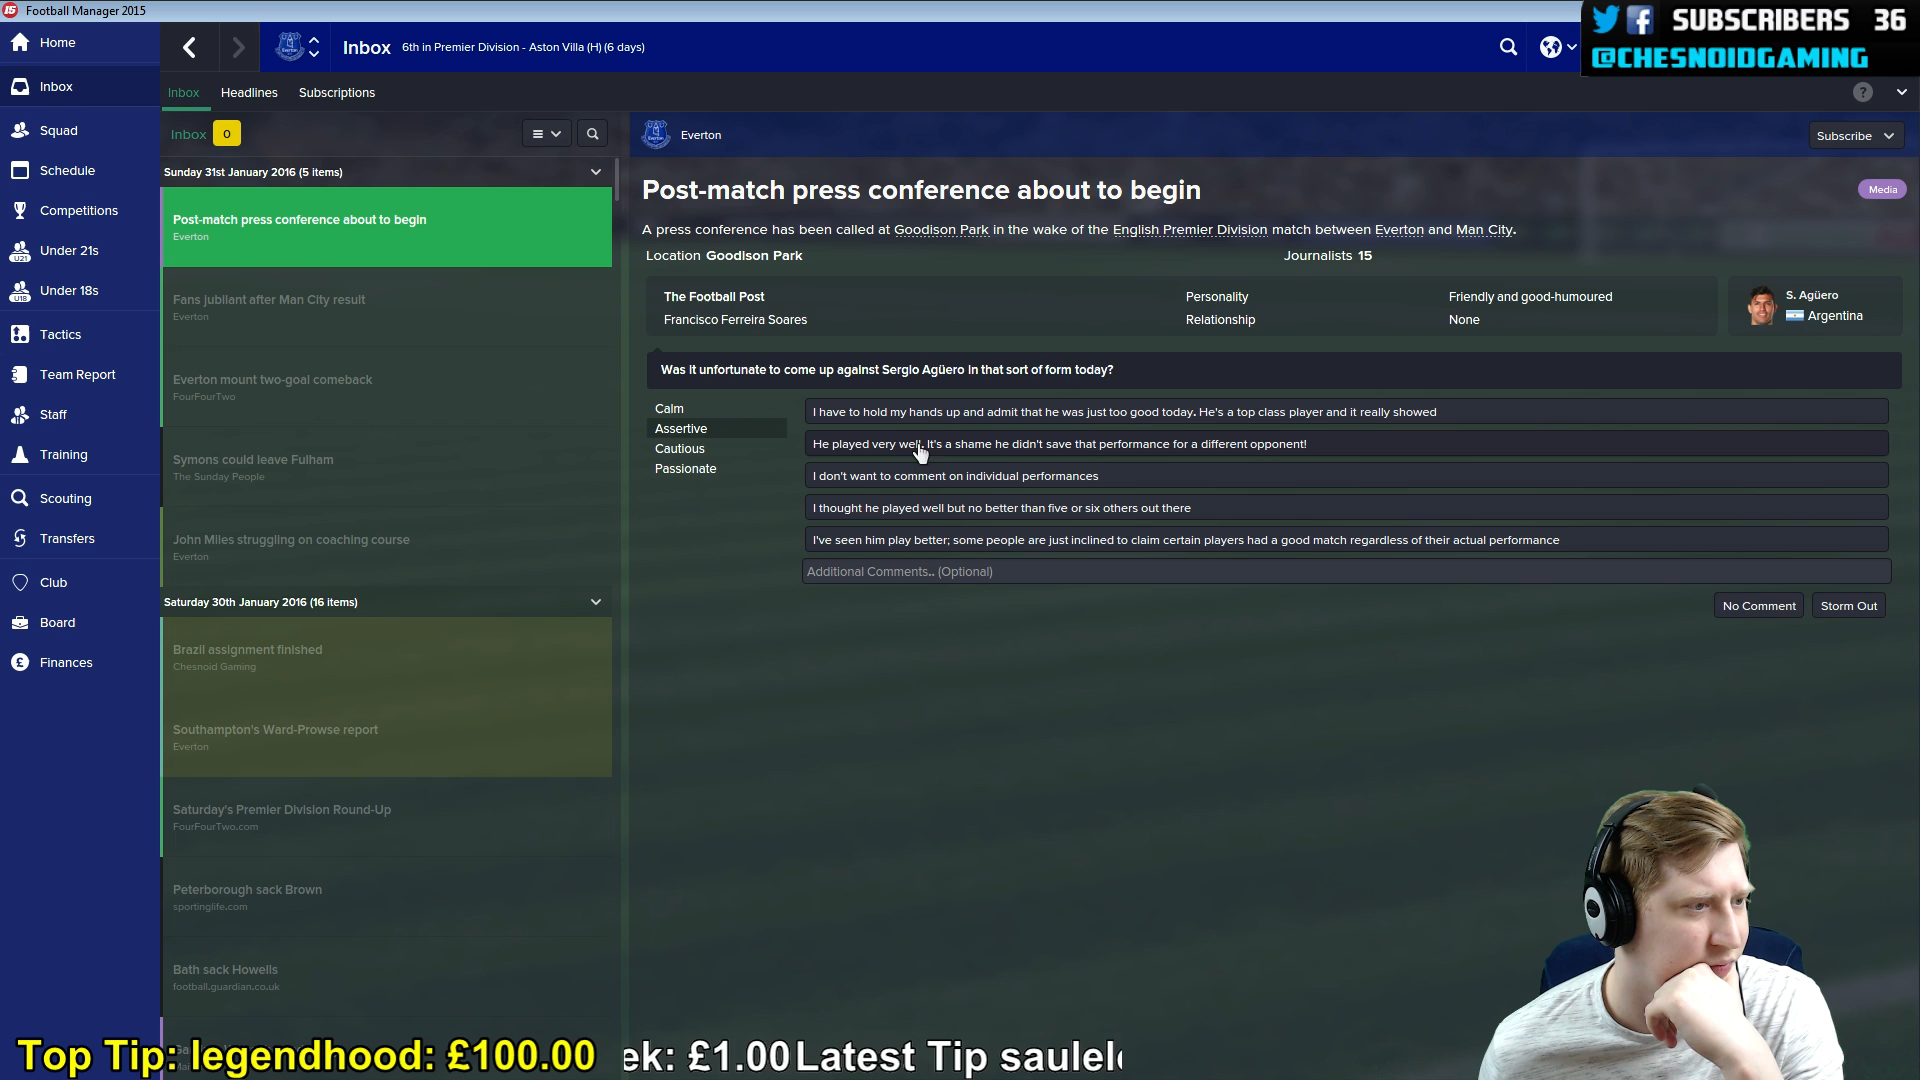 Football Manager 2015
SUBSCRIBERS 36
@CHESNOIDGAMING
Home
Inbox
Squad
Schedule
Competitions
Under 21s
Under 18s
Tactics
Team Report
Staff
Training
Scouting
Transfers
Club
Board
Finances
Inbox 6th in Premier Division - Aston Villa (H) (6 days)
Inbox Headlines Subscriptions
Inbox 0
Sunday 31st January 2016 (5 items)
Post-match press conference about to begin
Everton
Fans jubilant after Man City result
Everton
Everton mount two-goal comeback
FourFourTwo
Symons could leave Fulham
The Sunday People
John Miles struggling on coaching course
Everton
Saturday 30th January 2016 (16 items)
Brazil assignment finished
Chesnoid Gaming
Southampton's Ward-Prowse report
Everton
Saturday's Premier Division Round-Up
FourFourTwo.com
Peterborough sack Brown
sportinglife.com
Bath sack Howells
football.guardian.co.uk
Everton
Subscribe
Post-match press conference about to begin
Media
A press conference has been called at Goodison Park in the wake of the English Premier Division match between Everton and Man City.
Location Goodison Park Journalists 15
The Football Post Personality Friendly and good-humoured
Francisco Ferreira Soares Relationship None
S. Agüero
Argentina
Was it unfortunate to come up against Sergio Agüero in that sort of form today?
Calm
Assertive
Cautious
Passionate
I have to hold my hands up and admit that he was just too good today. He's a top class player and it really showed
He played very well. It's a shame he didn't save that performance for a different opponent!
I don't want to comment on individual performances
I thought he played well but no better than five or six others out there
I've seen him play better; some people are just inclined to claim certain players had a good match regardless of their actual performance
Additional Comments.. (Optional)
No Comment Storm Out
Top Tip: legendhood: £100.00 ek: £1.00 Latest Tip saulel